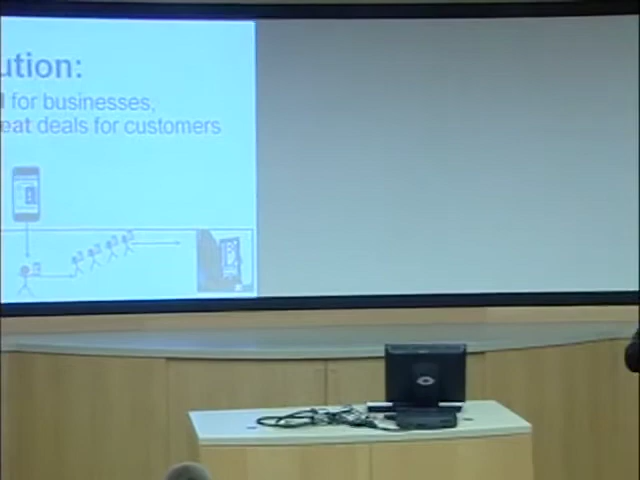 ution:
l for businesses,
eat deals for customers